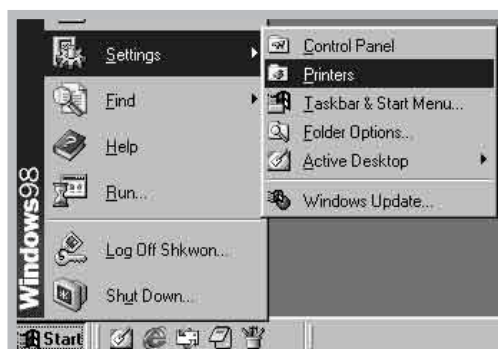 Settings
Find
Help
Run...
Log Off Shkwon...
Shut Down...
Start
Windows98
Control Panel
Printers
Taskbar & Start Menu...
Folder Options...
Active Desktop
Windows Update...